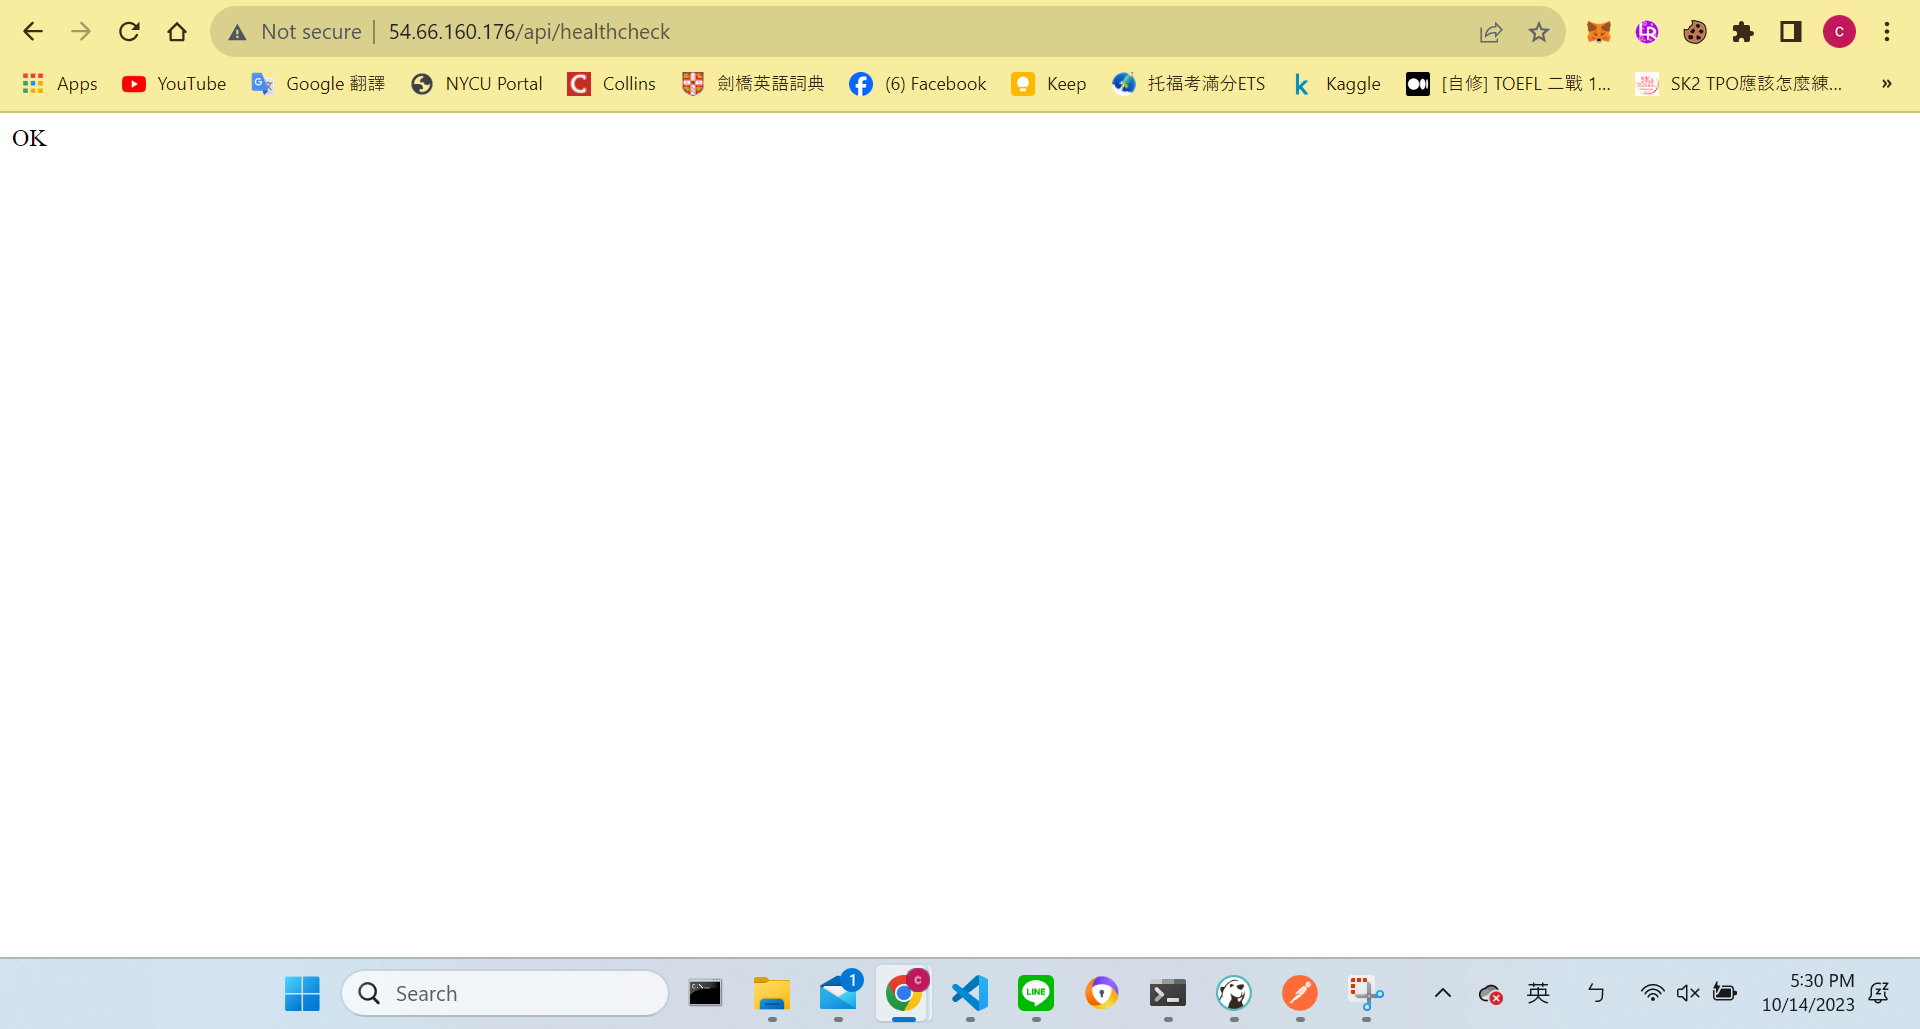 Not secure 54.66.160.176/api/healthcheck C
Apps YouTube Google 翻譯 NYCU Portal Collins 劍橋英語詞典 (6) Facebook Keep 托福考滿分ETS Kaggle [自修] TOEFL 二戰 1... SK2 TPO應該怎麼練... »
OK
Search 1 C LINE 英 ㄅ 5:30 PM
10/14/2023